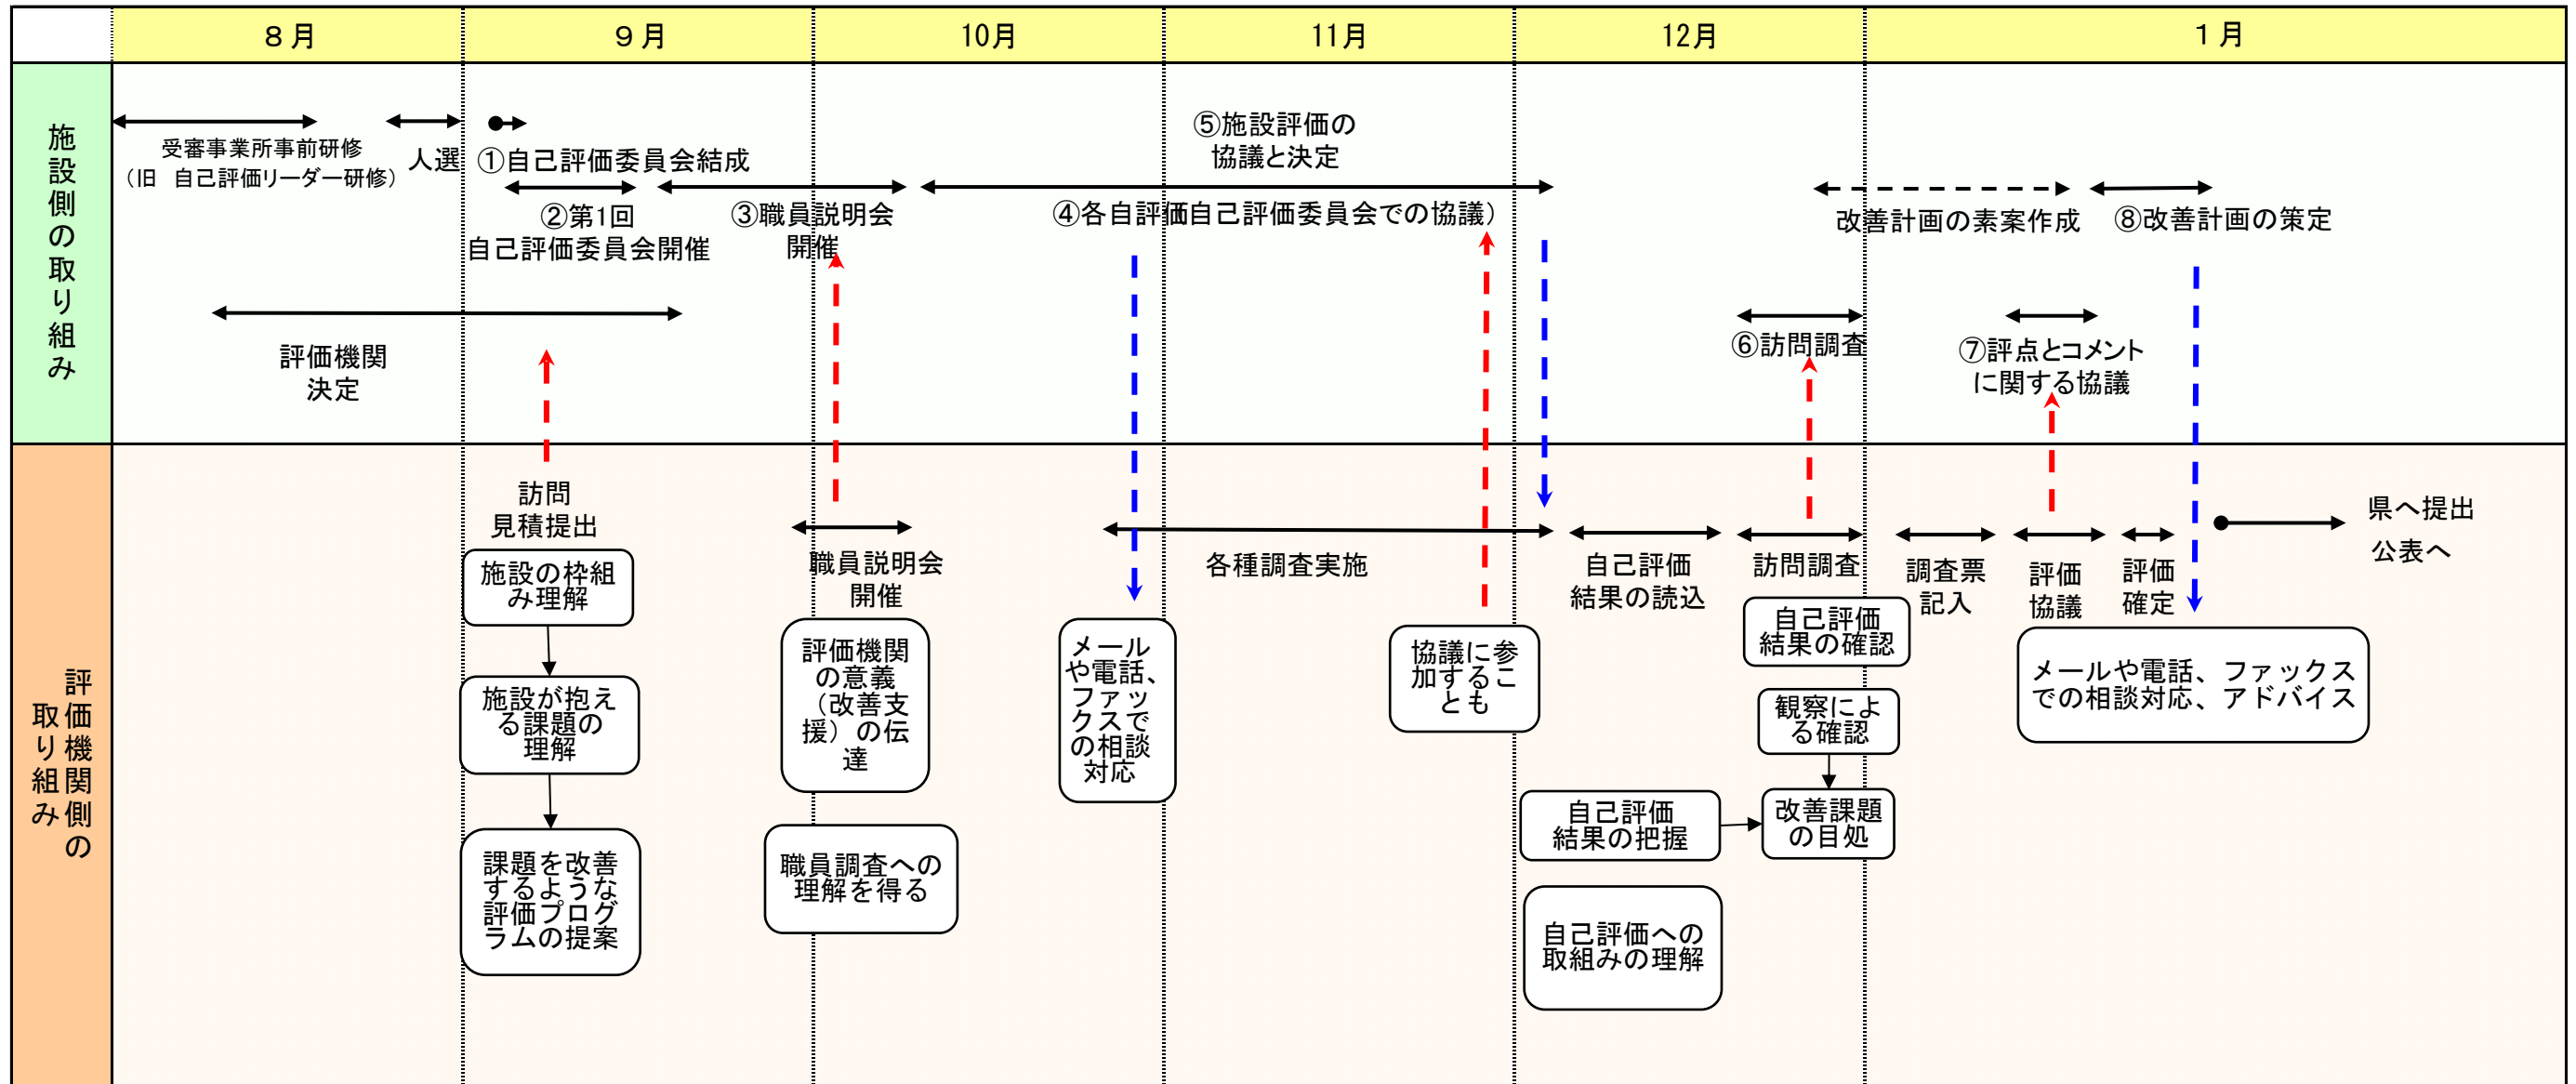 ８月
９月
10月
11月
12月
１月
施設側の取り組み
受審事業所事前研修
（旧　自己評価リーダー研修）
人選
①自己評価委員会結成
②第1回
自己評価委員会開催
③職員説明会
開催
⑤施設評価の
協議と決定
④各自評価
（自己評価委員会での協議）
改善計画の素案作成
⑧改善計画の策定
評価機関
決定
⑥訪問調査
⑦評点とコメント
に関する協議
評価機関側の
取り組み
訪問
見積提出
施設の枠組
み理解
施設が抱え
る課題の
理解
課題を改善
するような
評価プログ
ラムの提案
職員説明会
開催
評価機関
の意義
（改善支
援）の伝
達
職員調査への
理解を得る
メール
や電話、
ファッ
クスで
の相談
対応
各種調査実施
協議に参
加するこ
とも
自己評価
結果の読込
訪問調査
自己評価
結果の確認
観察によ
る確認
自己評価
結果の把握
改善課題
の目処
自己評価への
取組みの理解
調査票
記入
評価
協議
評価
確定
県へ提出
公表へ
メールや電話、ファックス
での相談対応、アドバイス